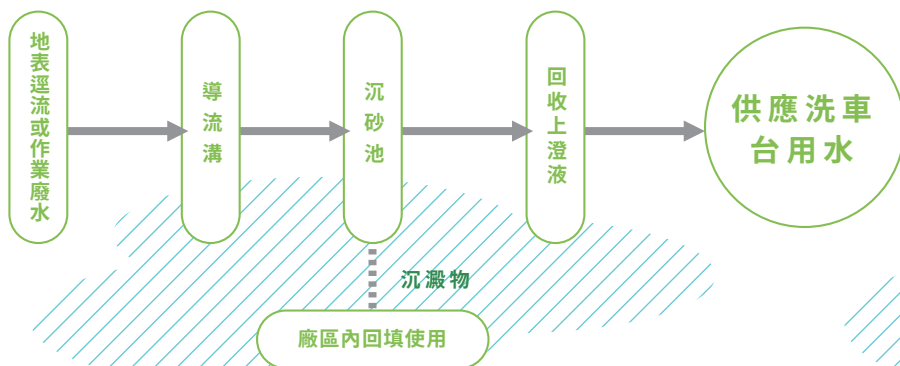 地表逕流或作業廢水
導流溝
沉砂池
回收上澄液
供應洗車
台用水
沉澱物
廠區內回填使用